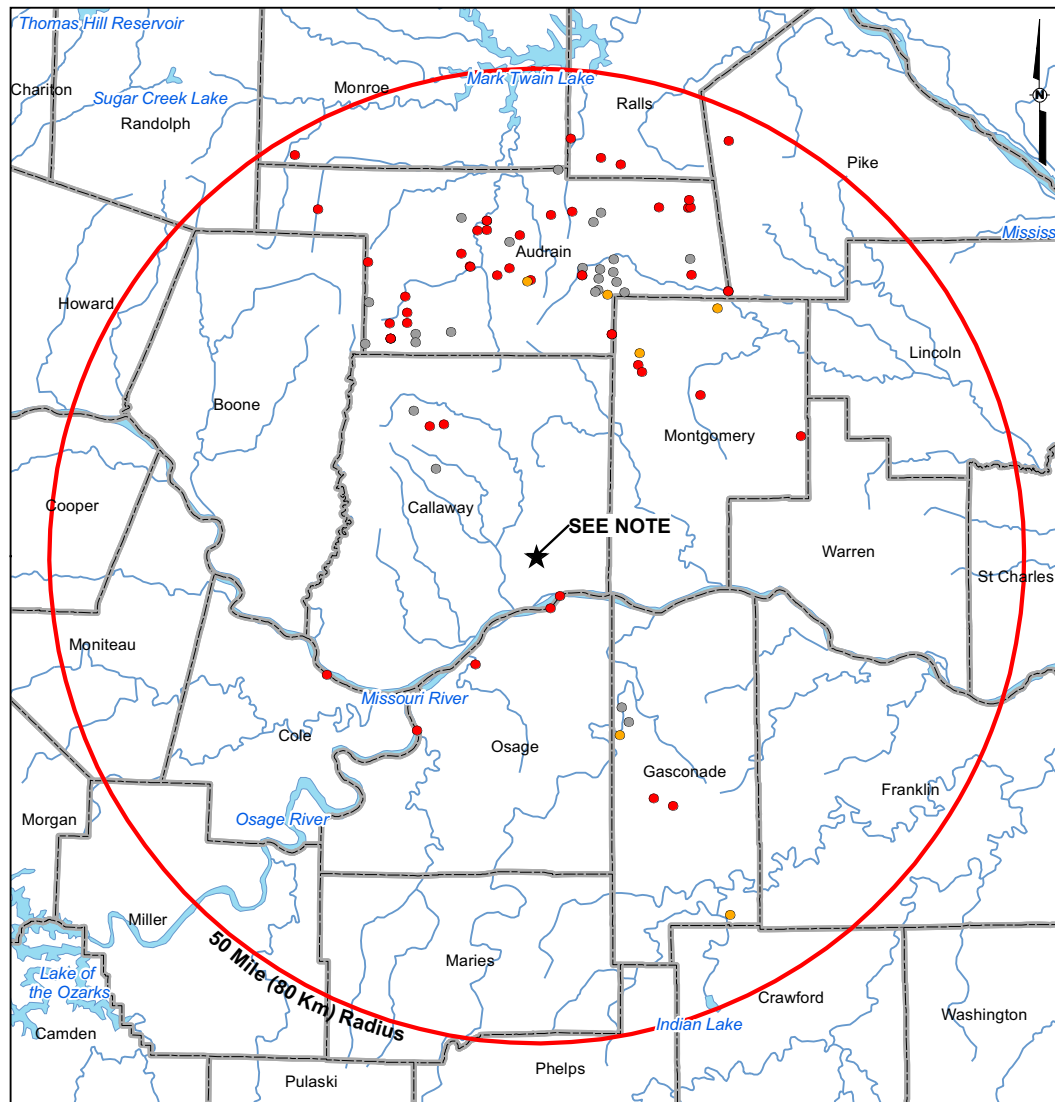 Thomas Hill Reservoir
Chariton
Sugar Creek Lake
Randolph
Monroe
Mark Twain Lake
Ralls
N
Pike
Mississ
Audrain
Howard
Lincoln
Boone
Montgomery
Cooper
Callaway
SEE NOTE
Warren
St Charles
Moniteau
Missouri River
Cole
Osage
Gasconade
Franklin
Morgan
Osage River
Miller
50 Mile (80 Km) Radius
Maries
Lake of
the Ozarks
Crawford
Washington
Camden
Indian Lake
Phelps
Pulaski